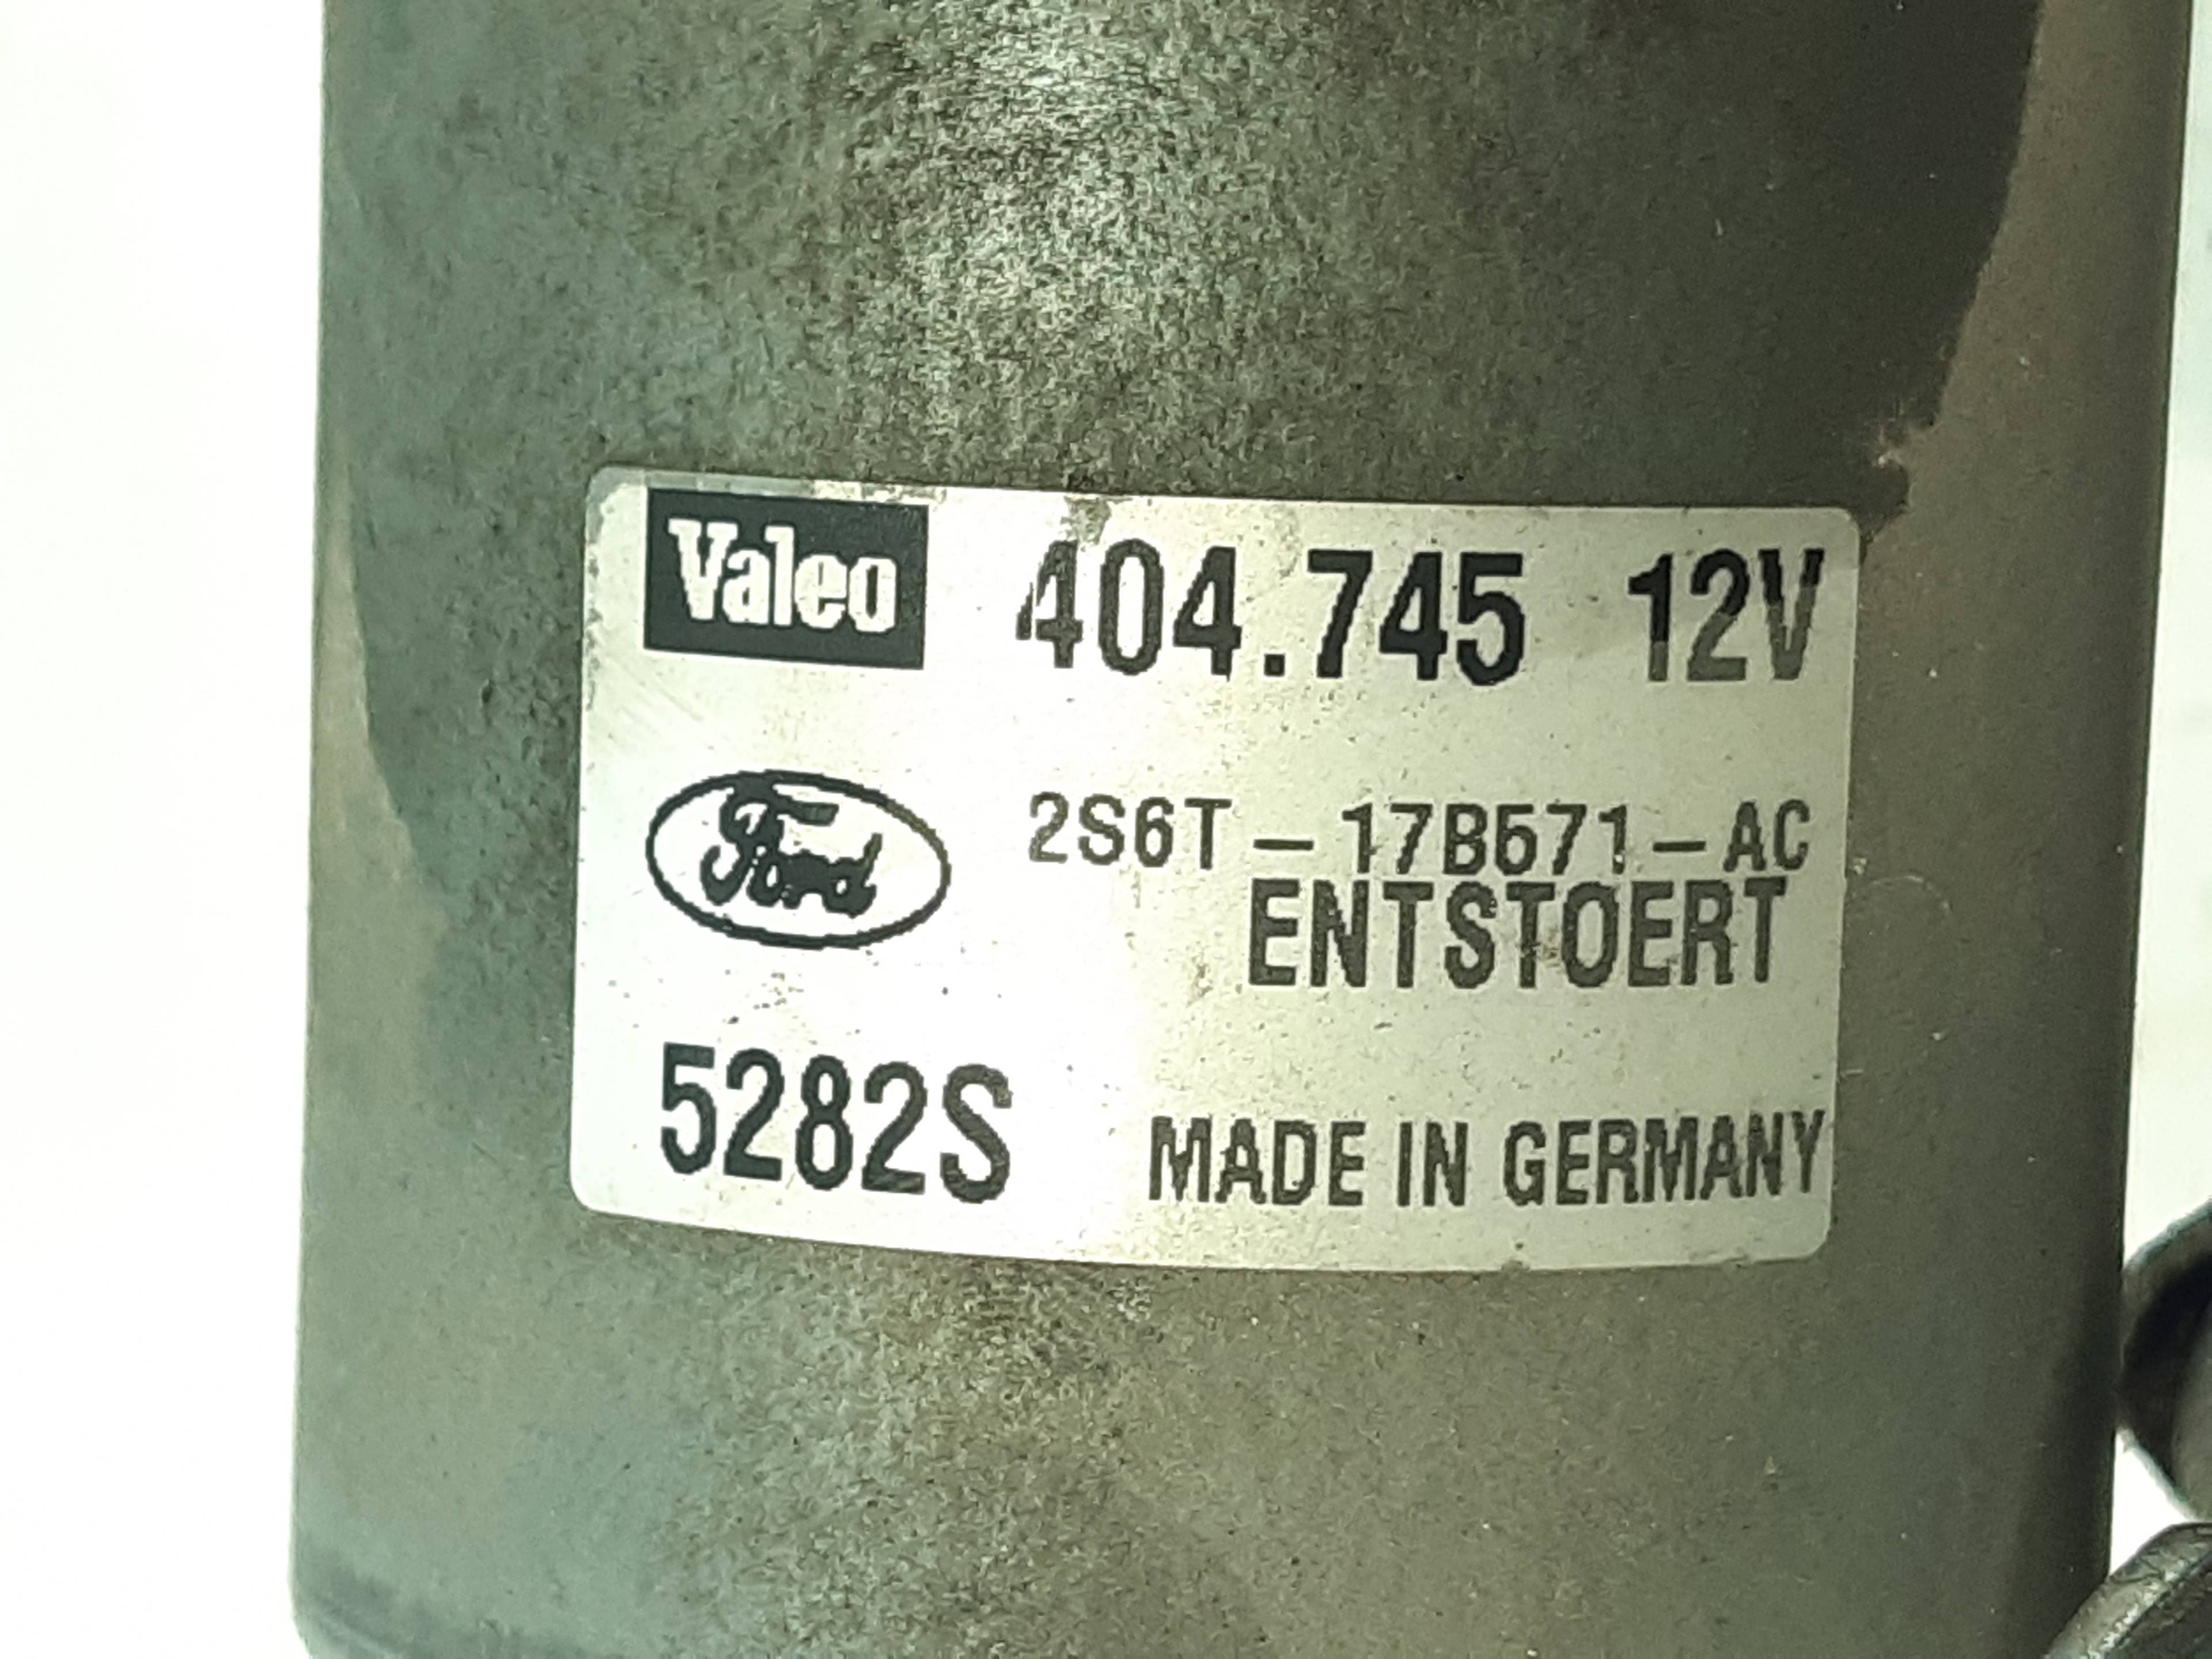 Valeo 404.745 12V
Ford 2S6T-17B571-AC
ENTSTOERT
5282S MADE IN GERMANY